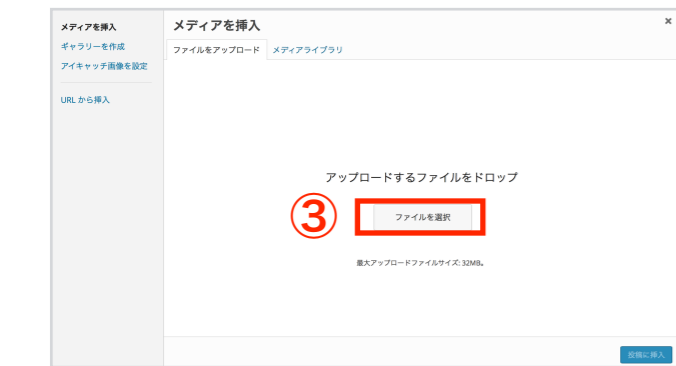 メディアを挿入
ギャラリーを作成
アイキャッチ画像を設定
URL から挿入
メディアを挿入
×
ファイルをアップロード メディアライブラリ
アップロードするファイルをドロップ
③
ファイルを選択
最大アップロードファイルサイズ: 32MB。
投稿に挿入